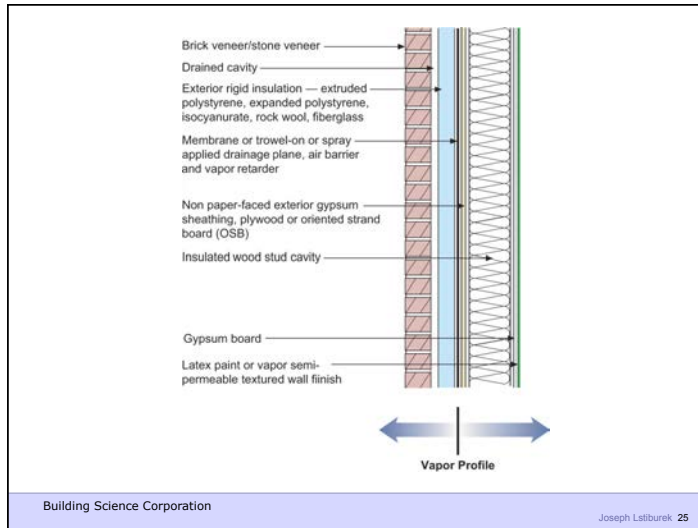 Brick veneer/stone veneer
Drained cavity
Exterior rigid insulation — extruded
polystyrene, expanded polystyrene,
isocyanurate, rock wool, fiberglass
Membrane or trowel-on or spray
applied drainage plane, air barrier
and vapor retarder
Non paper-faced exterior gypsum
sheathing, plywood or oriented strand
board (OSB)
Insulated wood stud cavity
Gypsum board
Latex paint or vapor semi-
permeable textured wall fiinish
Vapor Profile
Building Science Corporation
Joseph Lstiburek 25